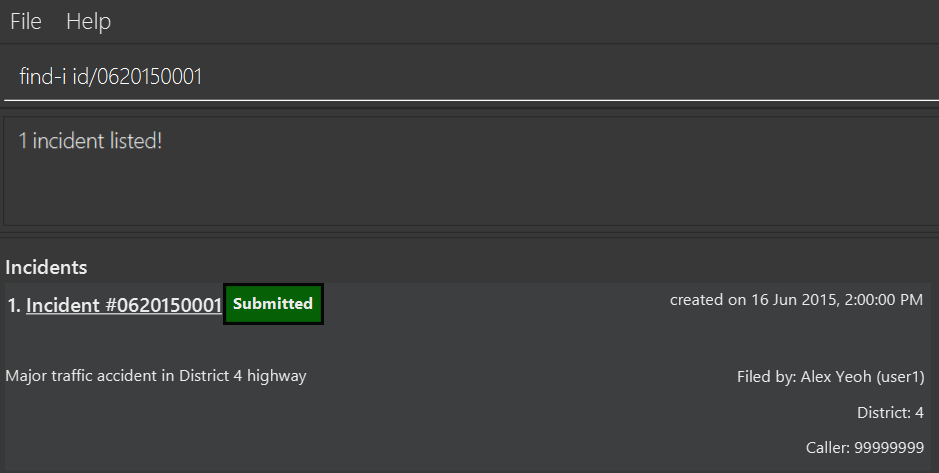 File Help
find-i id/0620150001
1 incident listed!
Incidents
1. Incident #0620150001 Submitted created on 16 Jun 2015, 2:00:00 PM
Major traffic accident in District 4 highway Filed by: Alex Yeoh (user1)
District: 4
Caller: 99999999